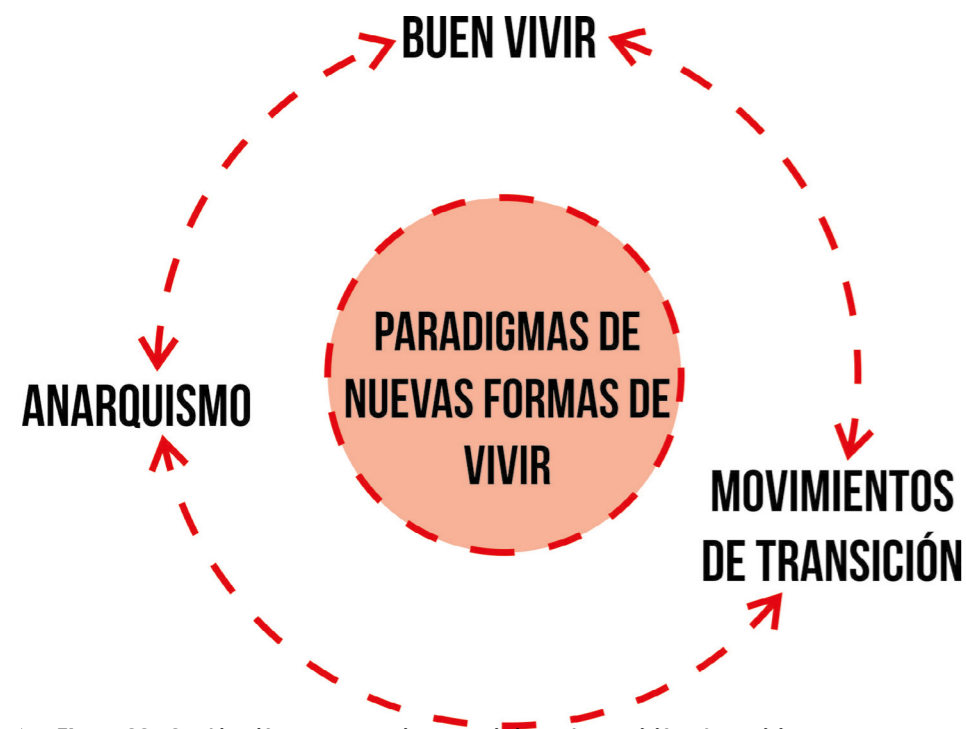 BUEN VIVIR
PARADIGMAS DE
NUEVAS FORMAS DE
VIVIR
ANARQUISMO
MOVIMIENTOS
DE TRANSICIÓN